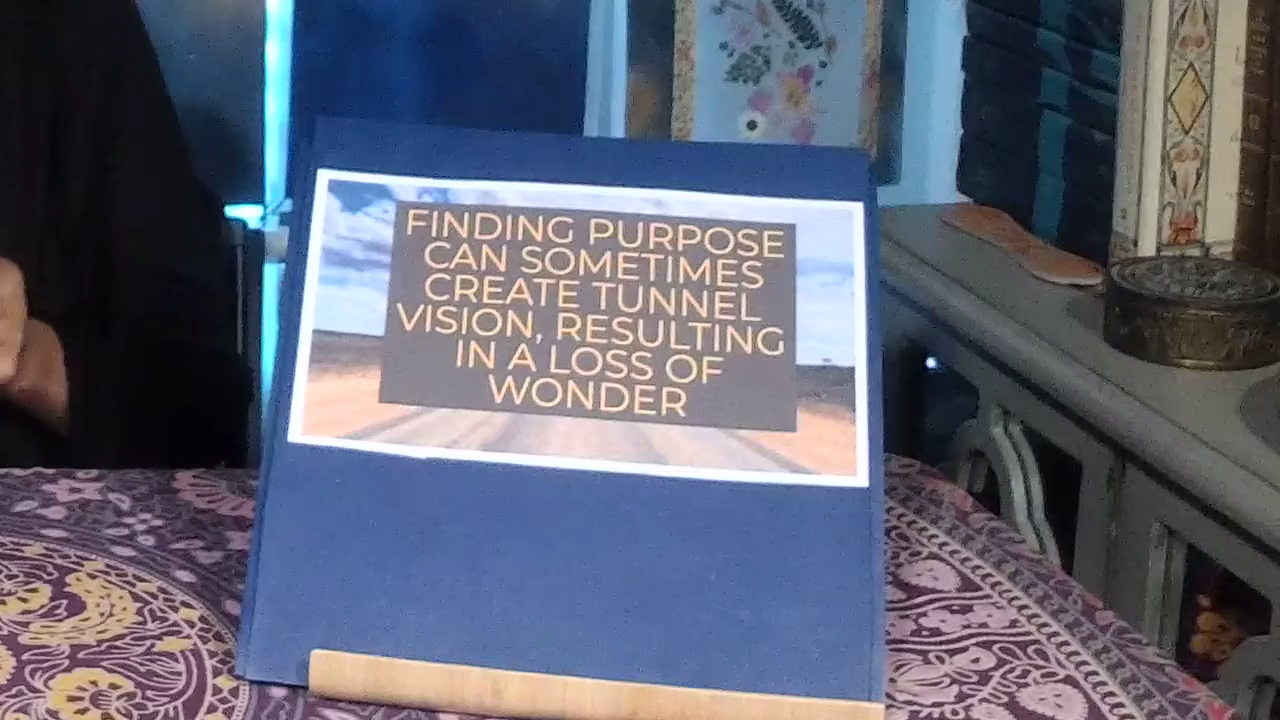 FINDING PURPOSE
CAN SOMETIMES
CREATE TUNNEL
VISION, RESULTING
IN A LOSS OF
WONDER